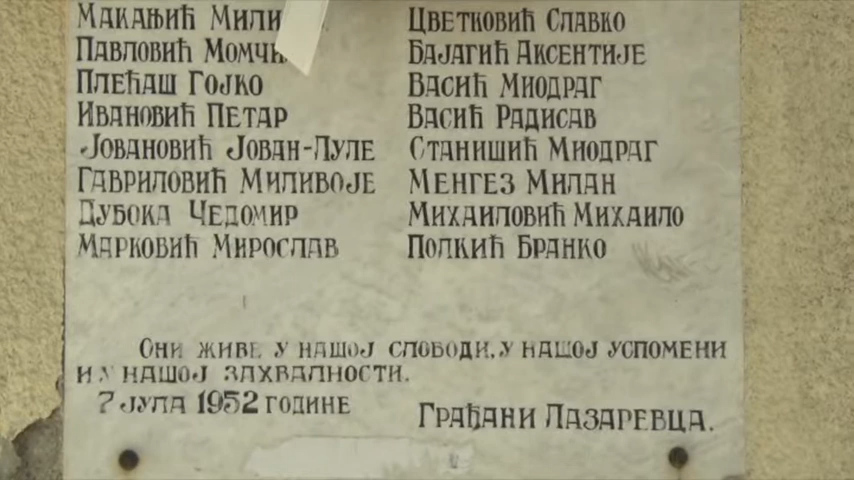 Макањић
Павловић
Плећаш Гојко
Ивановић Петар
Јовановић Јован-Луле
Гавриловић Миливоје
Дубока Чедомир
Марковић Мирослав
Цветковић Славко
Бајагић Аксентије
Васић Миодраг
Васић Радисав
Станишић Миодраг
Менгез Милан
Михаиловић Михаило
Полкић Бранко
Они живе у нашој слободи, у нашој успомени
и у нашој захвалности.
7 јула 1952 године
Грађани Лазаревца.